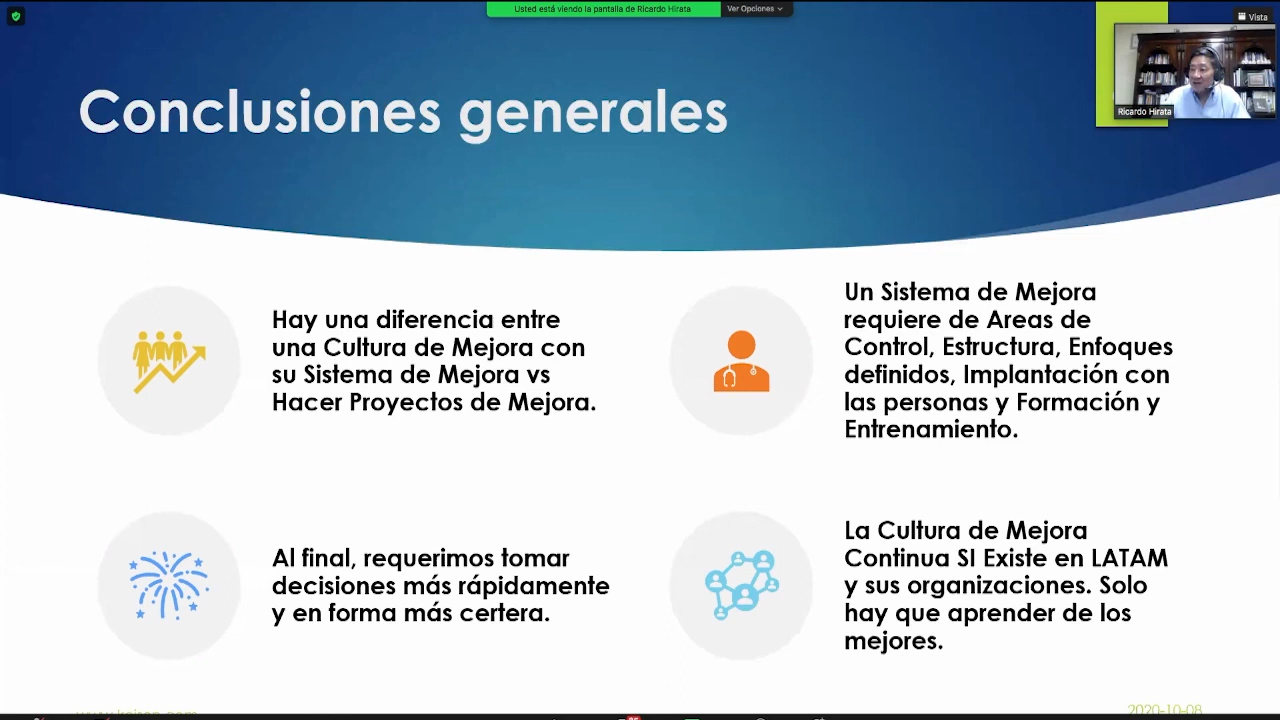 Usted está viendo la pantalla de Ricardo Hirata
Ver Opciones
Vista
Ricardo Hirata
Conclusiones generales
Hay una diferencia entre
una Cultura de Mejora con
su Sistema de Mejora vs
Hacer Proyectos de Mejora.
Un Sistema de Mejora
requiere de Areas de
Control, Estructura, Enfoques
definidos, Implantación con
las personas y Formación y
Entrenamiento.
Al final, requerimos tomar
decisiones más rápidamente
y en forma más certera.
La Cultura de Mejora
Continua SI Existe en LATAM
y sus organizaciones. Solo
hay que aprender de los
mejores.
2020-10-08